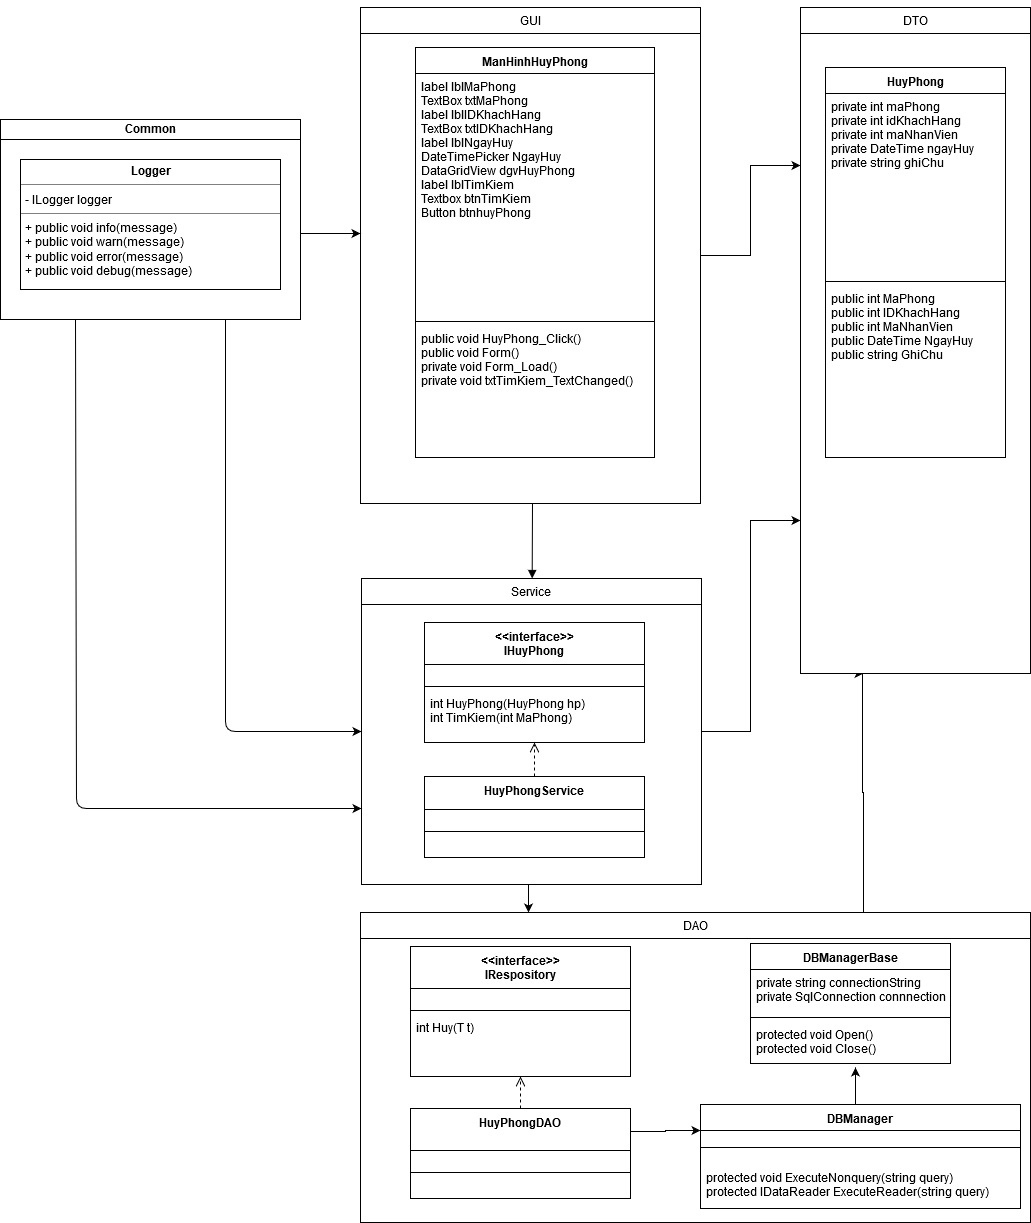 GUI
ManHinhHuyPhong
label lblMaPhong
TextBox txtMaPhong
label lblIDKhachHang
TextBox txtIDKhachHang
label lblNgayHuy
DateTimePicker NgayHuy
DataGridView dgvHuyPhong
label lblTimKiem
Textbox btnTimKiem
Button btnhuyPhong
public void HuyPhong_Click()
public void Form()
private void Form_Load()
private void txtTimKiem_TextChanged()
DTO
HuyPhong
private int maPhong
private int idKhachHang
private int maNhanVien
private DateTime ngayHuy
private string ghiChu
public int MaPhong
public int IDKhachHang
public int MaNhanVien
public DateTime NgayHuy
public string GhiChu
Common
Logger
- ILogger logger
+ public void info(message)
+ public void warn(message)
+ public void error(message)
+ public void debug(message)
Service
<<interface>>
IHuyPhong
int HuyPhong(HuyPhong hp)
int TimKiem(int MaPhong)
HuyPhongService
DAO
<<interface>>
IRespository
int Huy(T t)
HuyPhongDAO
DBManagerBase
private string connectionString
private SqlConnection connnection
protected void Open()
protected void Close()
DBManager
protected void ExecuteNonquery(string query)
protected IDataReader ExecuteReader(string query)